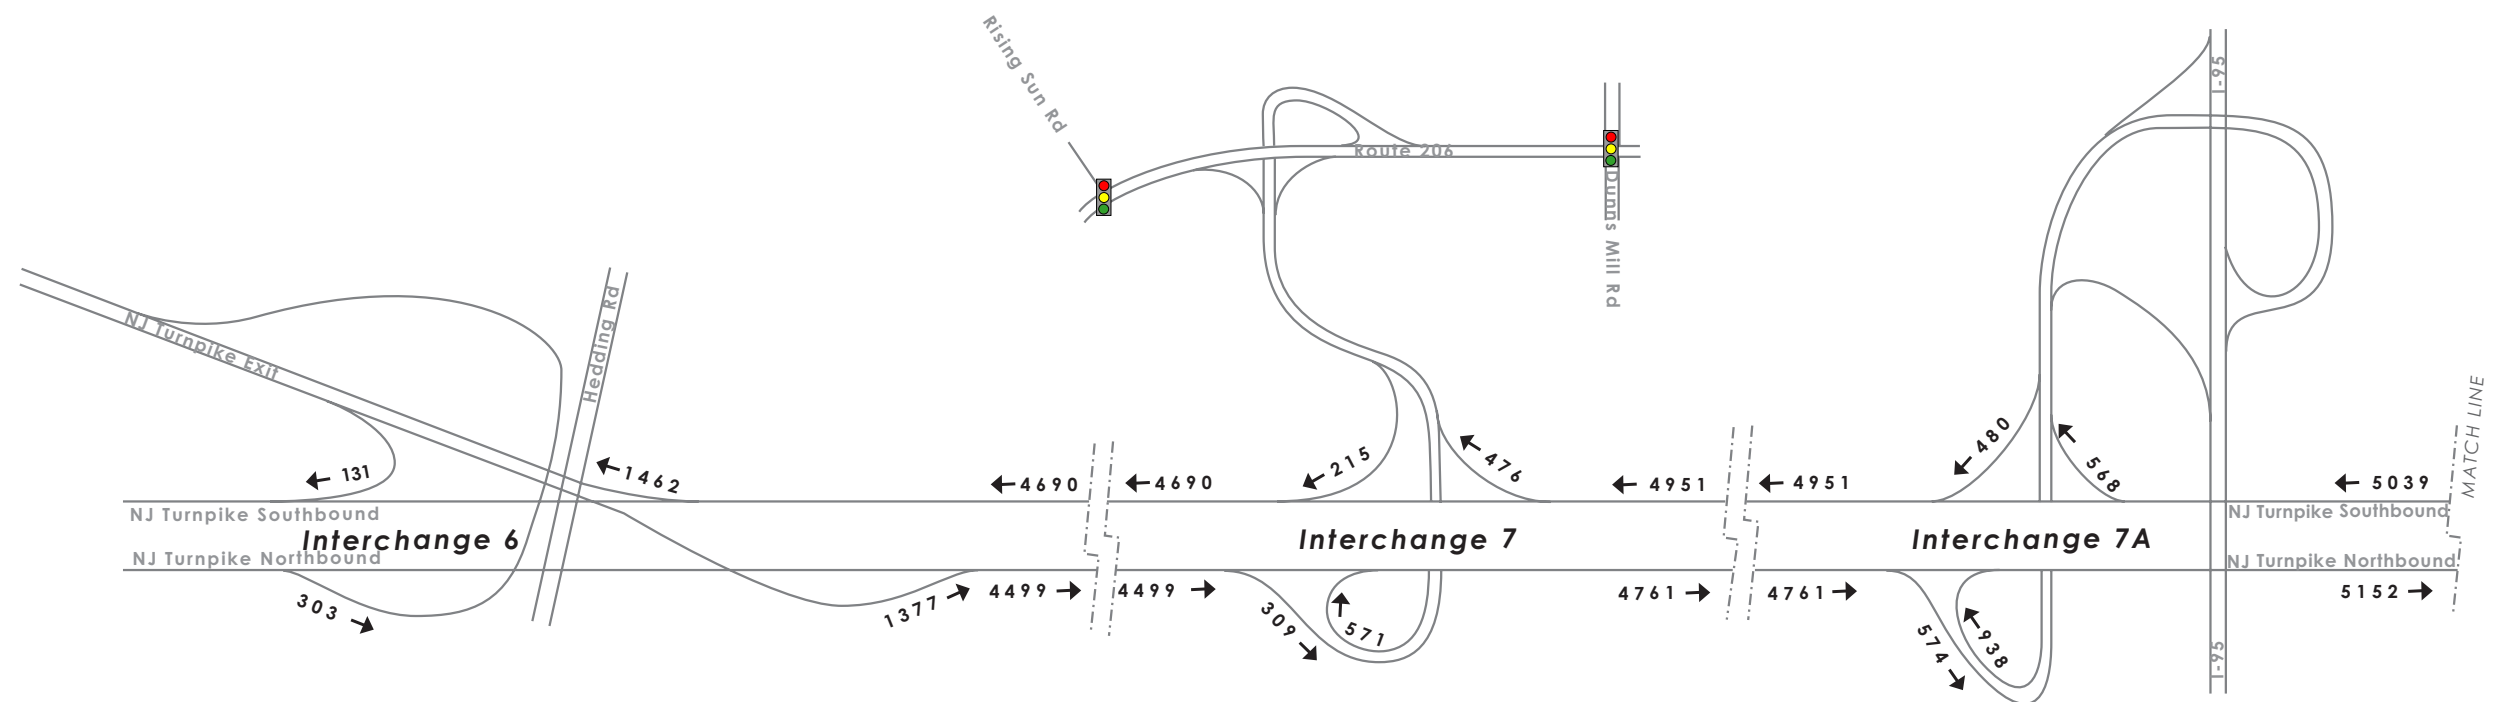 Rising Sun Rd
Route 206
Dunns Mill Rd
I-95
NJ Turnpike Exit
Hedding Rd
131
1462
4690
4690
215
476
4951
4951
480
568
5039
MATCH LINE
NJ Turnpike Southbound
NJ Turnpike Southbound
Interchange 6
Interchange 7
Interchange 7A
NJ Turnpike Northbound
NJ Turnpike Northbound
303
1377
4499
4499
309
571
4761
4761
574
938
5152
I-95